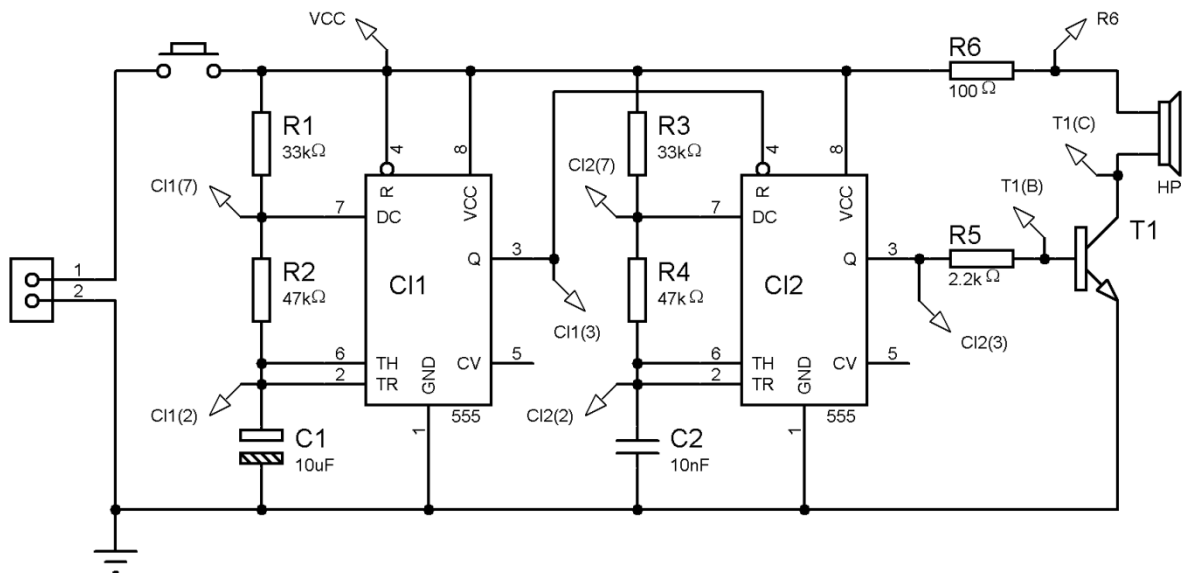 VCC
R6
R6
100Ω
R1
33kΩ
4
8
R3
33kΩ
4
8
T1(C)
HP
CI1(7)
7
DC
R
VCC
CI2(7)
7
DC
R
VCC
T1(B)
T1
R2
47kΩ
CI1
Q
3
R4
47kΩ
CI2
Q
3
R5
2.2kΩ
1
2
CI1(3)
CI2(3)
6
TH
2
TR
GND
CV
5
6
TH
2
TR
GND
CV
5
CI1(2)
CI2(2)
555
555
1
1
C1
10uF
C2
10nF